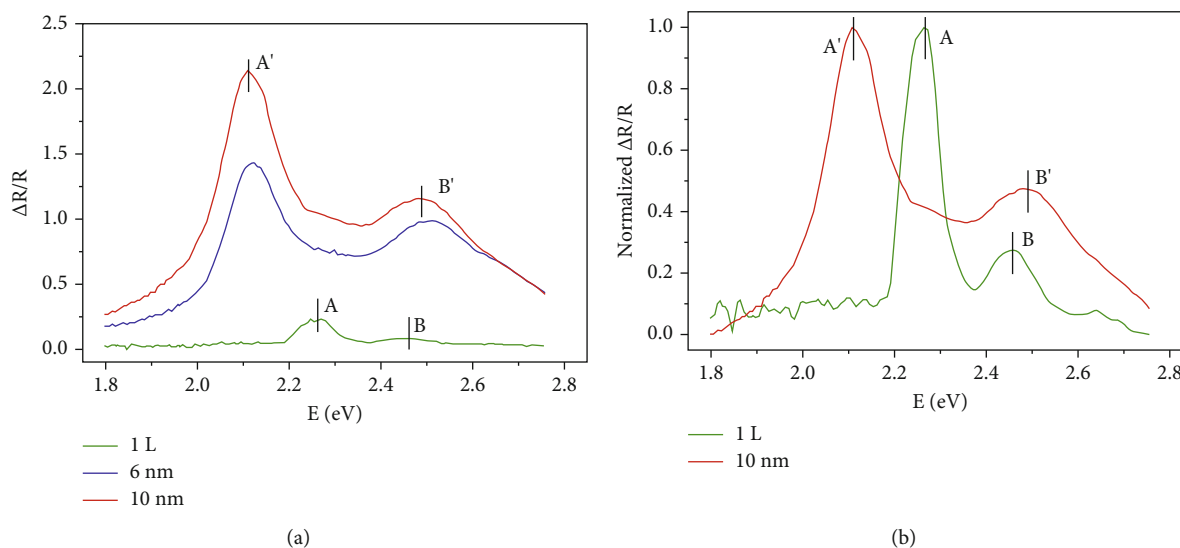 2.5
2.0
1.5
1.0
0.5
0.0
ΔR/R
A'
B'
A
B
1.8 2.0 2.2 2.4 2.6 2.8
E (eV)
1 L
6 nm
10 nm
(a)
1.0
0.8
0.6
0.4
0.2
0.0
Normalized ΔR/R
A'
A
B'
B
1.8 2.0 2.2 2.4 2.6 2.8
E (eV)
1 L
10 nm
(b)